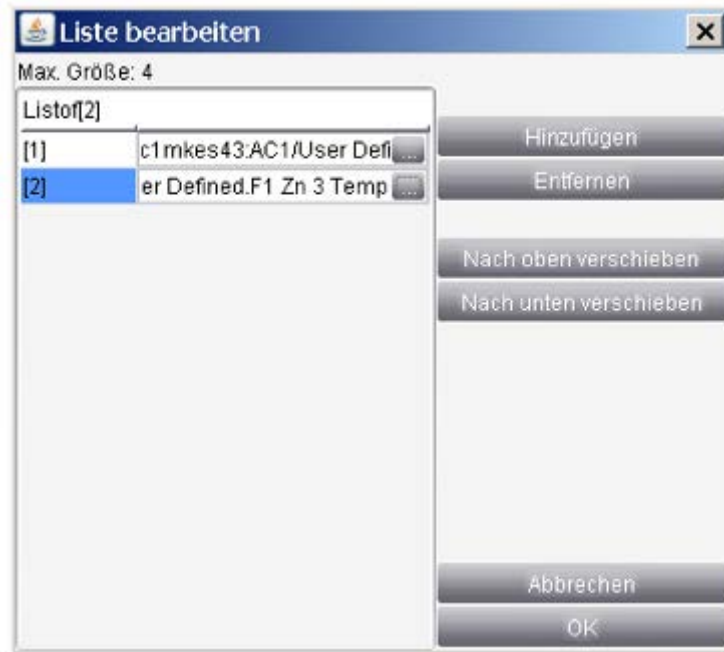 Liste bearbeiten
Max. Größe: 4
Listof[2]
[1] c1mkes43:AC1/User Defi ...
[2] er Defined.F1 Zn 3 Temp ...
Hinzufügen
Entfernen
Nach oben verschieben
Nach unten verschieben
Abbrechen
OK